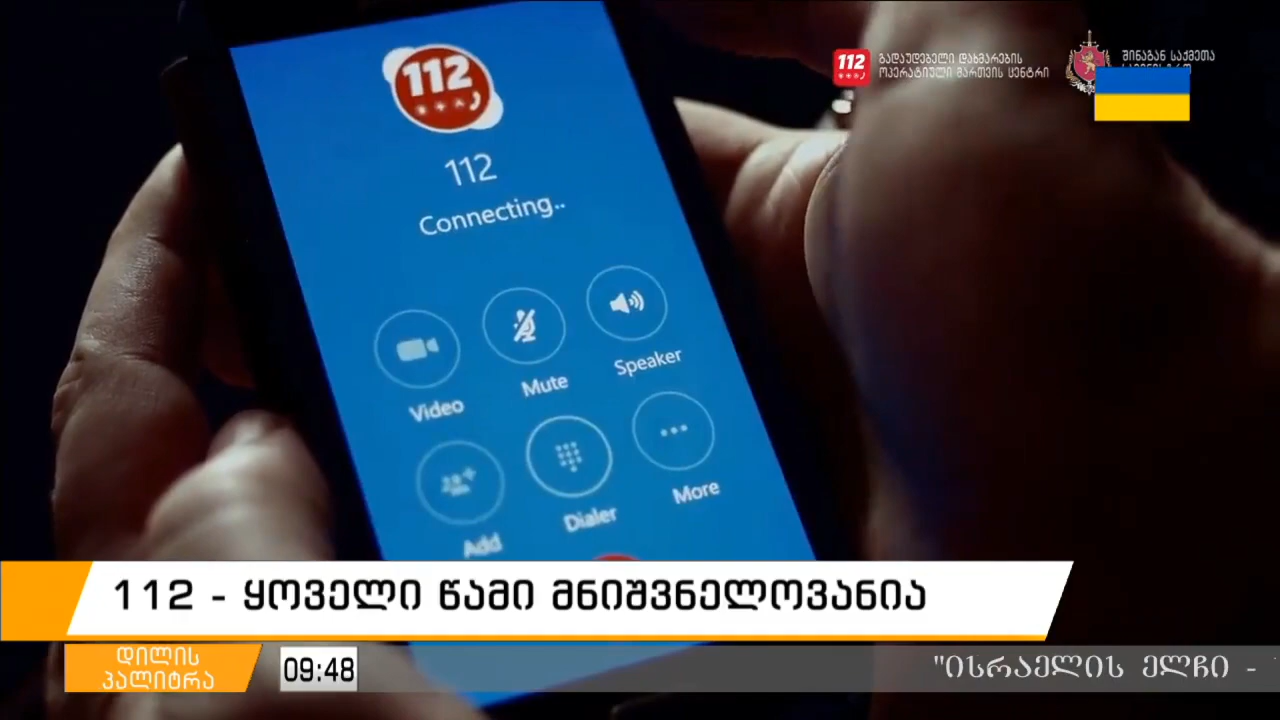 112
112
Connecting..
Video
Mute
Speaker
Add
Dialer
More
112
გადაუდებელი დახმარების
ოპერატიული მართვის ცენტრი
შინაგან საქმეთა
112 - ყოველი წამი მნიშვნელოვანია
დილის
პალიტრა
09:48
"ისრაელის ელჩი -